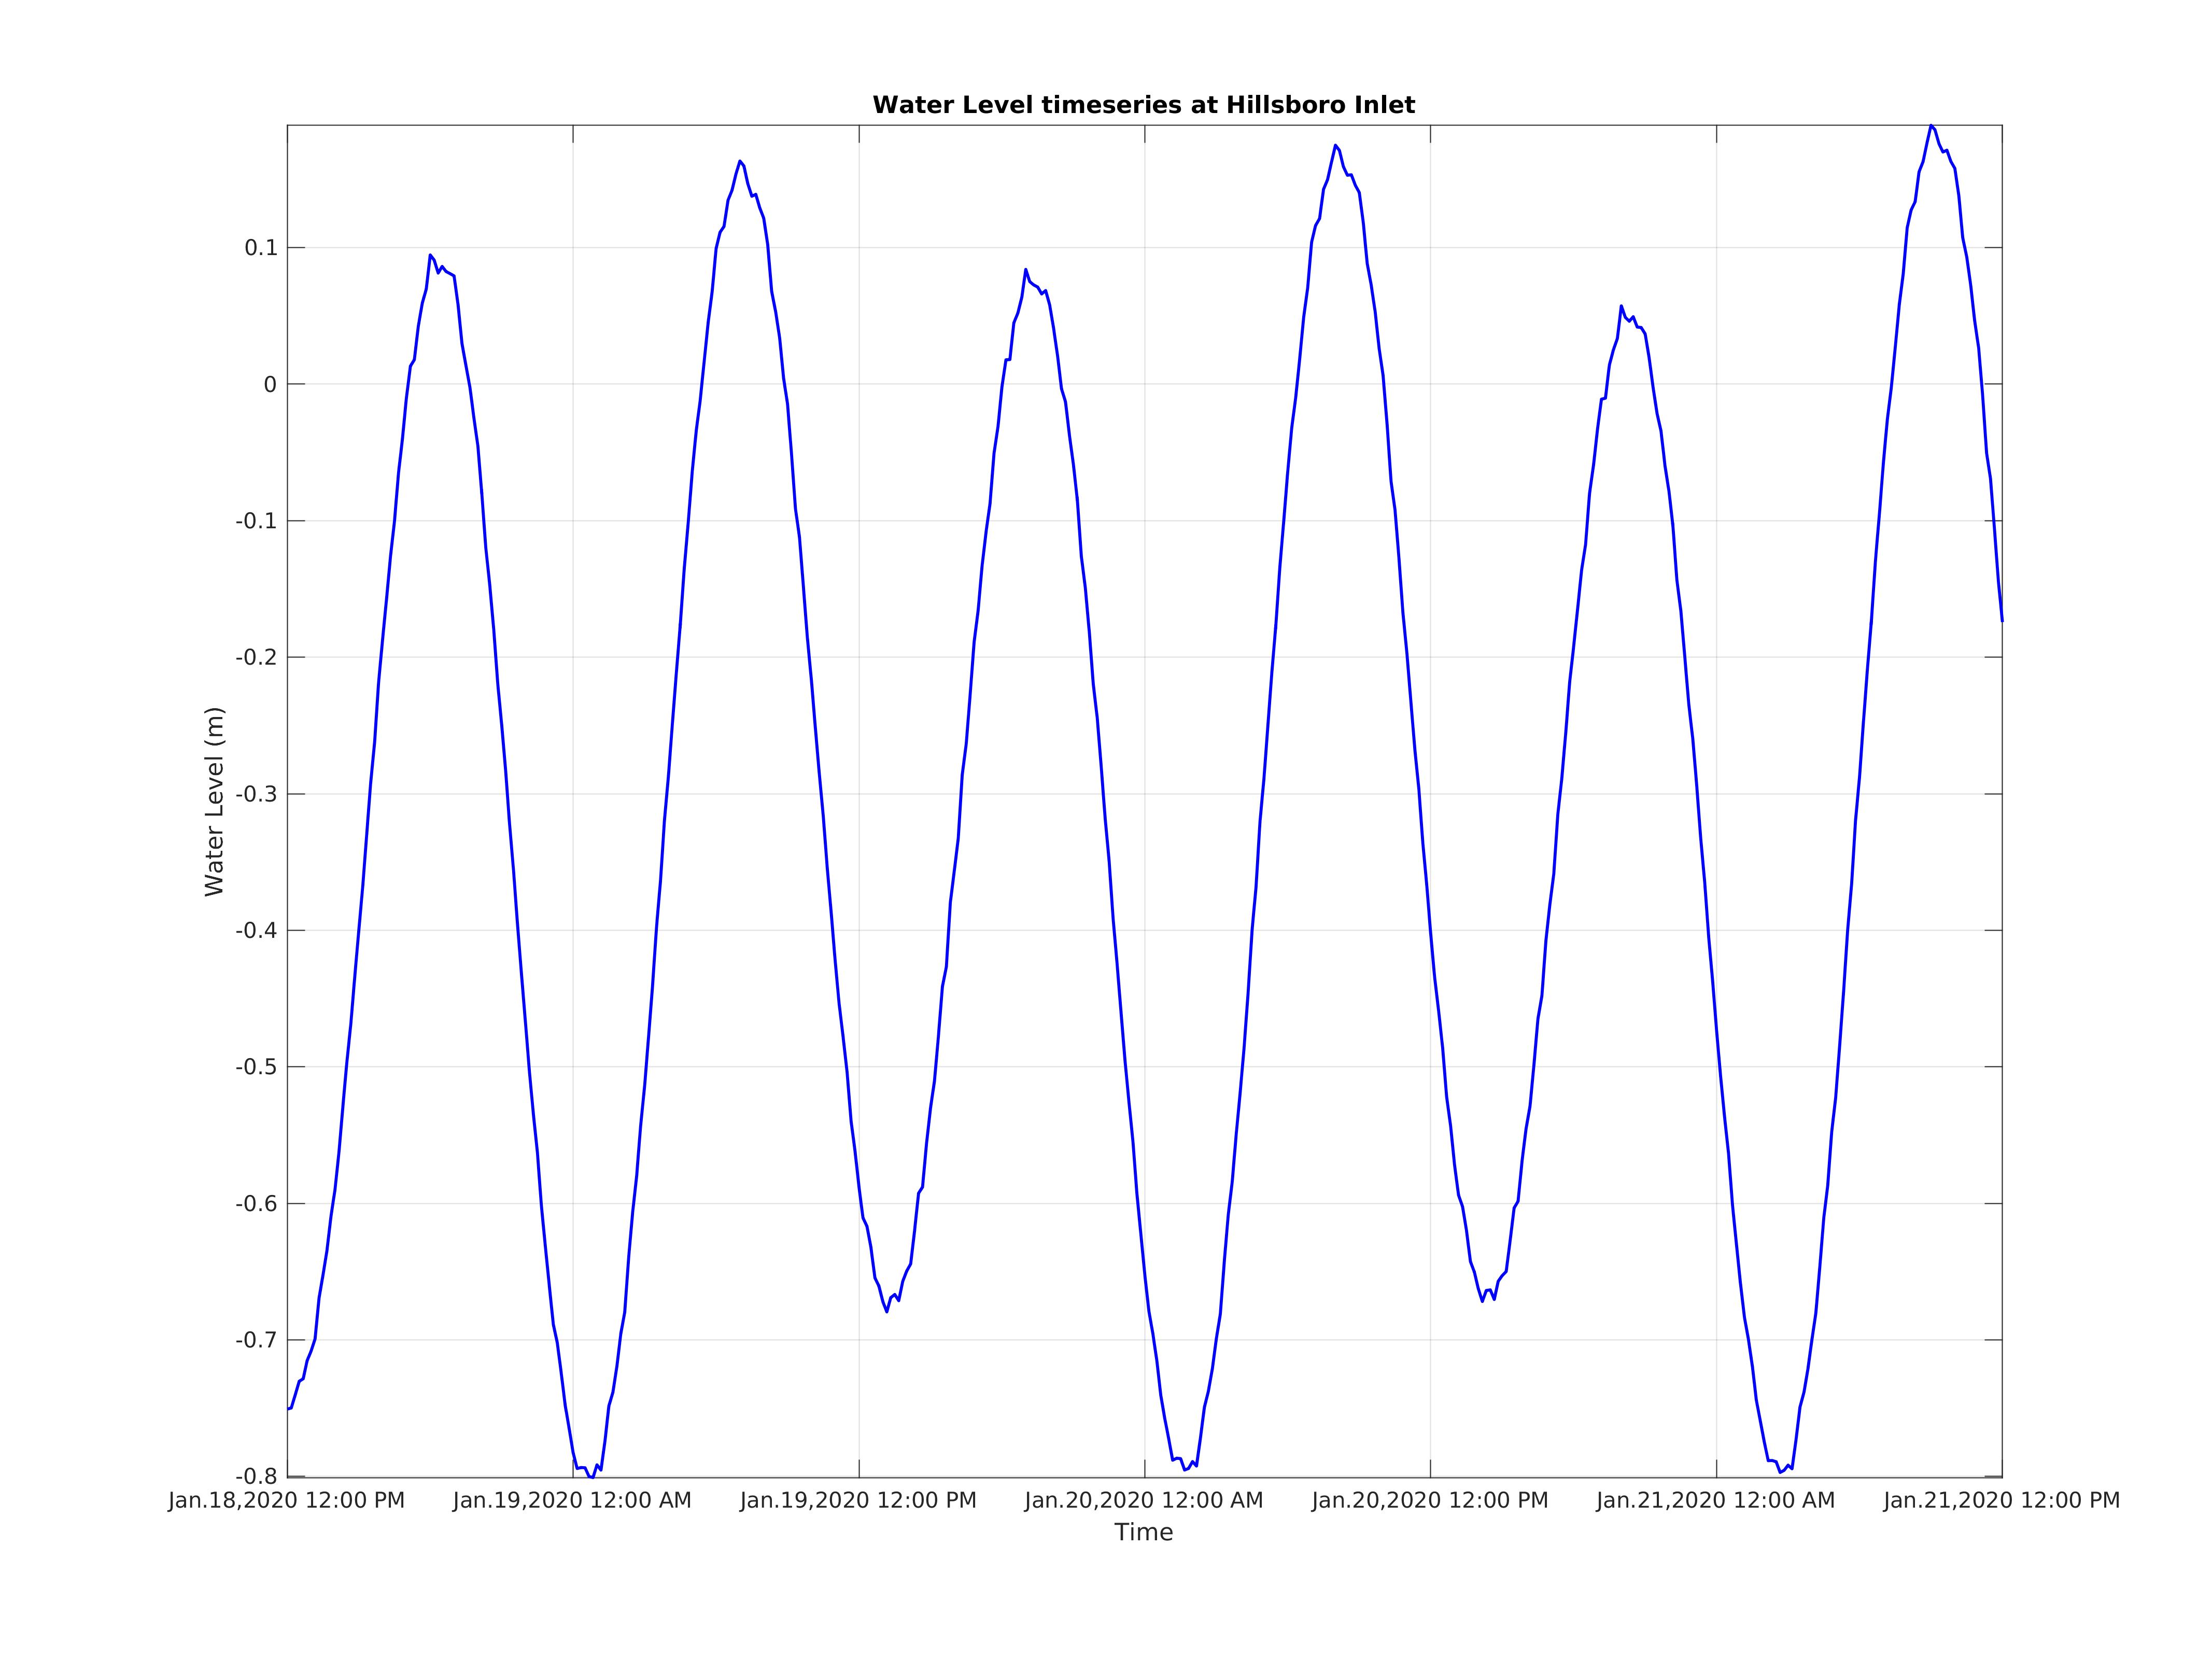 Water Level timeseries at Hillsboro Inlet
0.1
0
-0.1
-0.2
-0.3
-0.4
-0.5
-0.6
-0.7
-0.8
Water Level (m)
Jan.18,2020 12:00 PM
Jan.19,2020 12:00 AM
Jan.19,2020 12:00 PM
Jan.20,2020 12:00 AM
Jan.20,2020 12:00 PM
Jan.21,2020 12:00 AM
Jan.21,2020 12:00 PM
Time